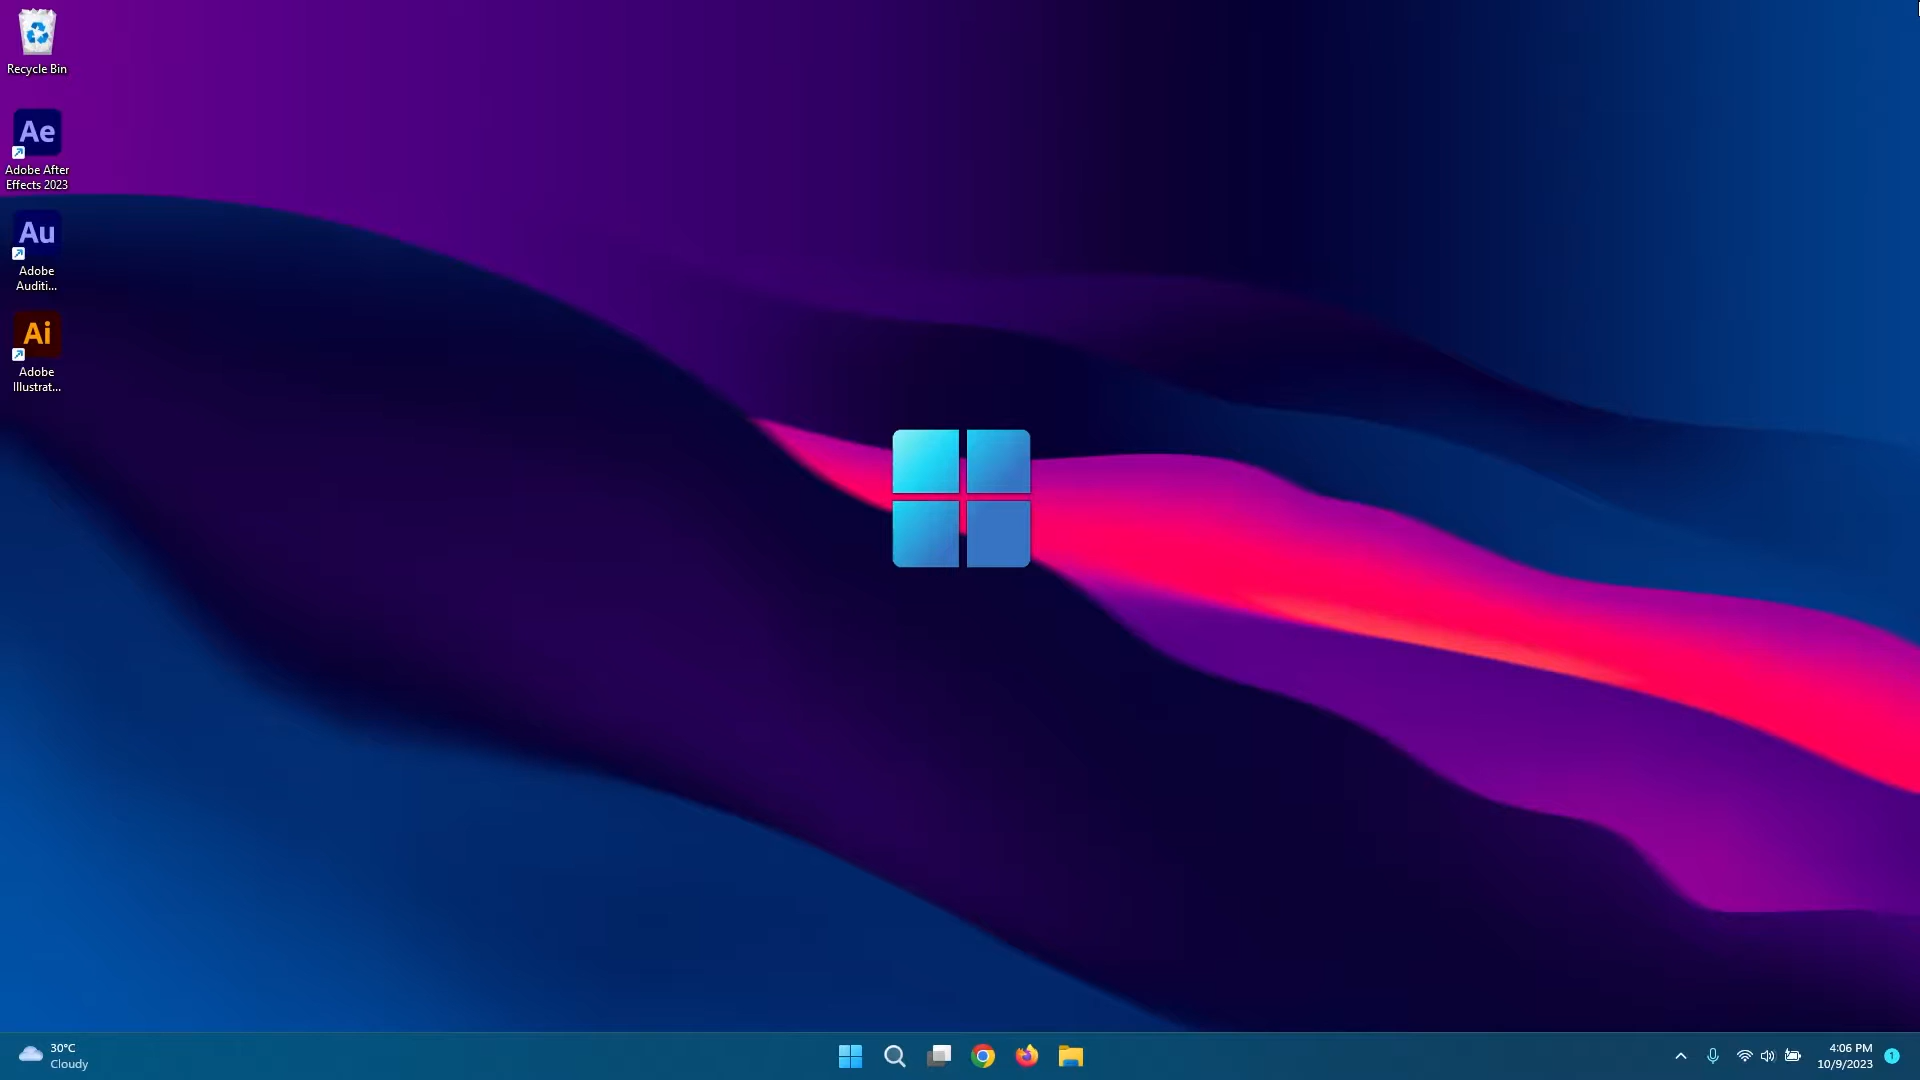 Recycle Bin
Ae
Adobe After
Effects 2023
Au
Adobe
Auditi...
Ai
Adobe
Illustrat...
30°C
Cloudy
4:06 PM
10/9/2023
1